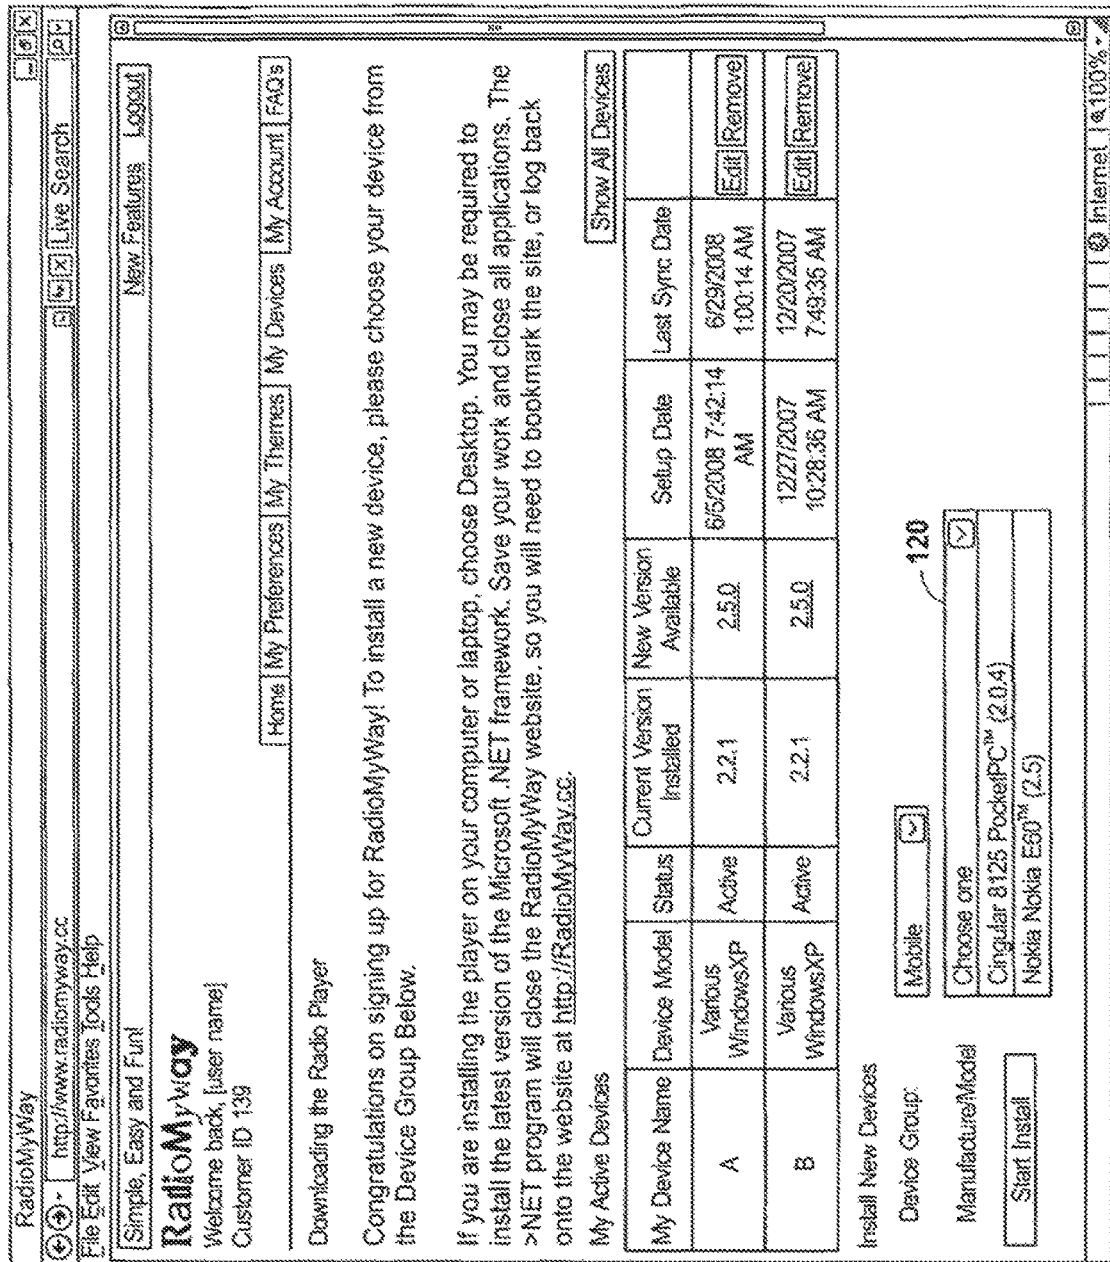 RadioMyWay
http://www.radiomyway.cc
Live Search
File Edit View Favorites Tools Help
Simple, Easy and Fun!
New Features Logout
RadioMyWay
Welcome back, [user name]
Customer ID 139
Home My Preferences My Themes My Devices My Account FAQ's
Downloading the Radio Player
Congratulations on signing up for RadioMyWay! To install a new device, please choose your device from
the Device Group Below.
If you are installing the player on your computer or laptop, choose Desktop. You may be required to
install the latest version of the Microsoft .NET framework. Save your work and close all applications. The
>NET program will close the RadioMyWay website, so you will need to bookmark the site, or log back
onto the website at http://RadioMyWay.cc.
My Active Devices
Show All Devices
My Device Name Device Model Status Current Version Installed New Version Available Setup Date Last Sync Date
A Various WindowsXP Active 2.2.1 2.5.0 6/5/2008 7:42:14 AM 6/29/2008 1:00:14 AM Edit Remove
B Various WindowsXP Active 2.2.1 2.5.0 12/27/2007 10:28:36 AM 12/20/2007 7:49:35 AM Edit Remove
Install New Devices
Device Group: Mobile
120
Manufacture/Model Choose one
Cingular 8125 PocketPC™ (2.0.4)
Nokia Nokia E60™ (2.5)
Start Install
Internet 100%